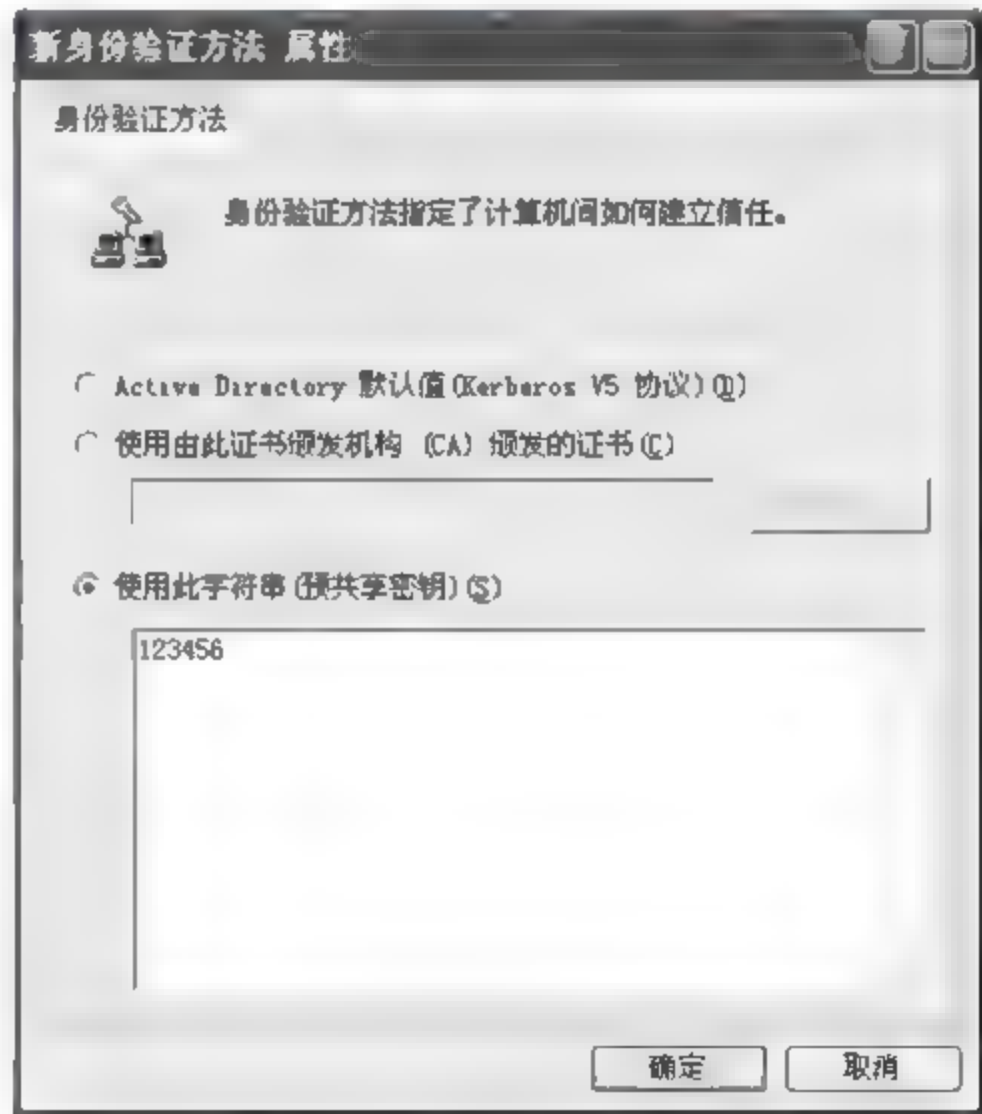 新身份验证方法 属性
身份验证方法
身份验证方法指定了计算机间如何建立信任。
Active Directory 默认值(Kerberos V5 协议)(D)
使用由此证书颁发机构 (CA) 颁发的证书(C)
使用此字符串(预共享密钥)(S)
123456
确定 取消